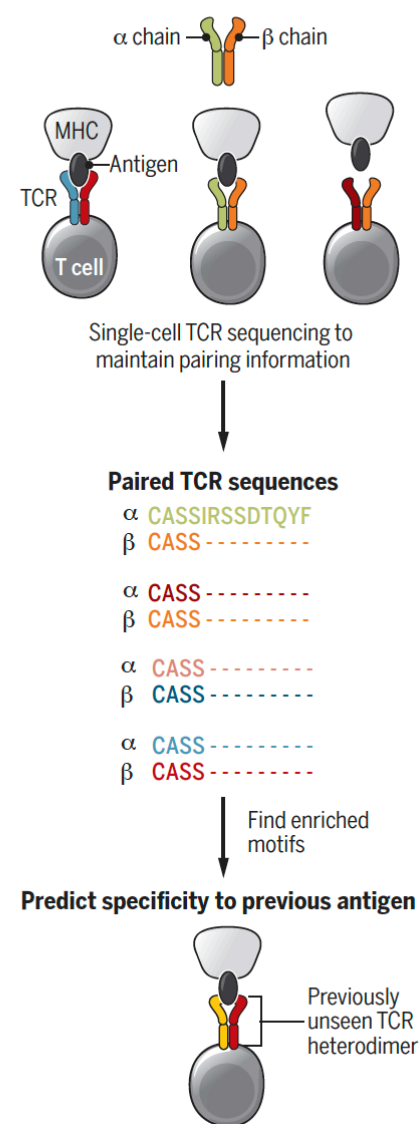 α chain
β chain
MHC
Antigen
TCR
T cell
Single-cell TCR sequencing to
maintain pairing information
Paired TCR sequences
α CASSIRSSDTQYF
β CASS---------
α CASS---------
β CASS---------
α CASS---------
β CASS---------
α CASS---------
β CASS---------
Find enriched
motifs
Predict specificity to previous antigen
Previously
unseen TCR
heterodimer